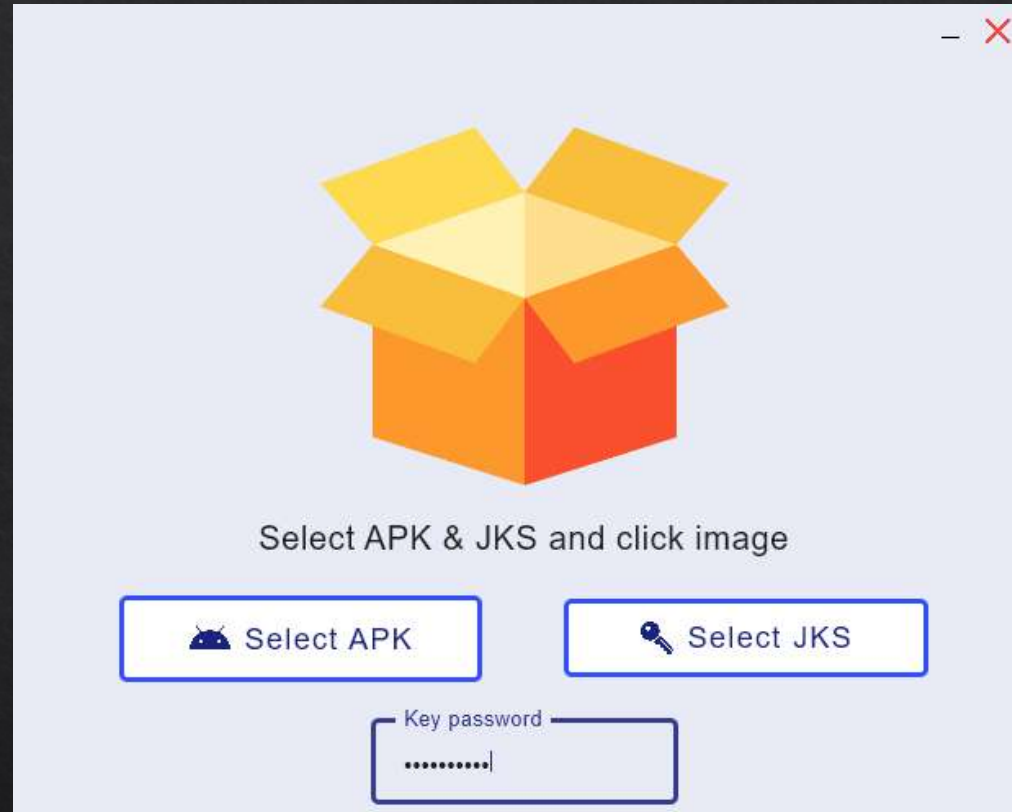 Select APK & JKS and click image
Select APK
Select JKS
Key password
••••••••••